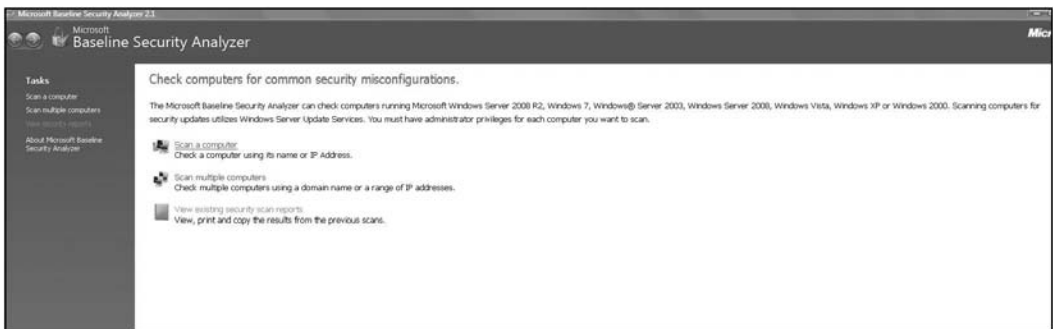 Microsoft Baseline Security Analyzer 2.1
Microsoft
Baseline Security Analyzer
Micr
Tasks
Scan a computer
Scan multiple computers
View security reports
About Microsoft Baseline
Security Analyzer
Check computers for common security misconfigurations.
The Microsoft Baseline Security Analyzer can check computers running Microsoft Windows Server 2008 R2, Windows 7, Windows® Server 2003, Windows Server 2008, Windows Vista, Windows XP or Windows 2000. Scanning computers for
security updates utilizes Windows Server Update Services. You must have administrator privileges for each computer you want to scan.
Scan a computer
Check a computer using its name or IP Address.
Scan multiple computers
Check multiple computers using a domain name or a range of IP addresses.
View existing security scan reports
View, print and copy the results from the previous scans.